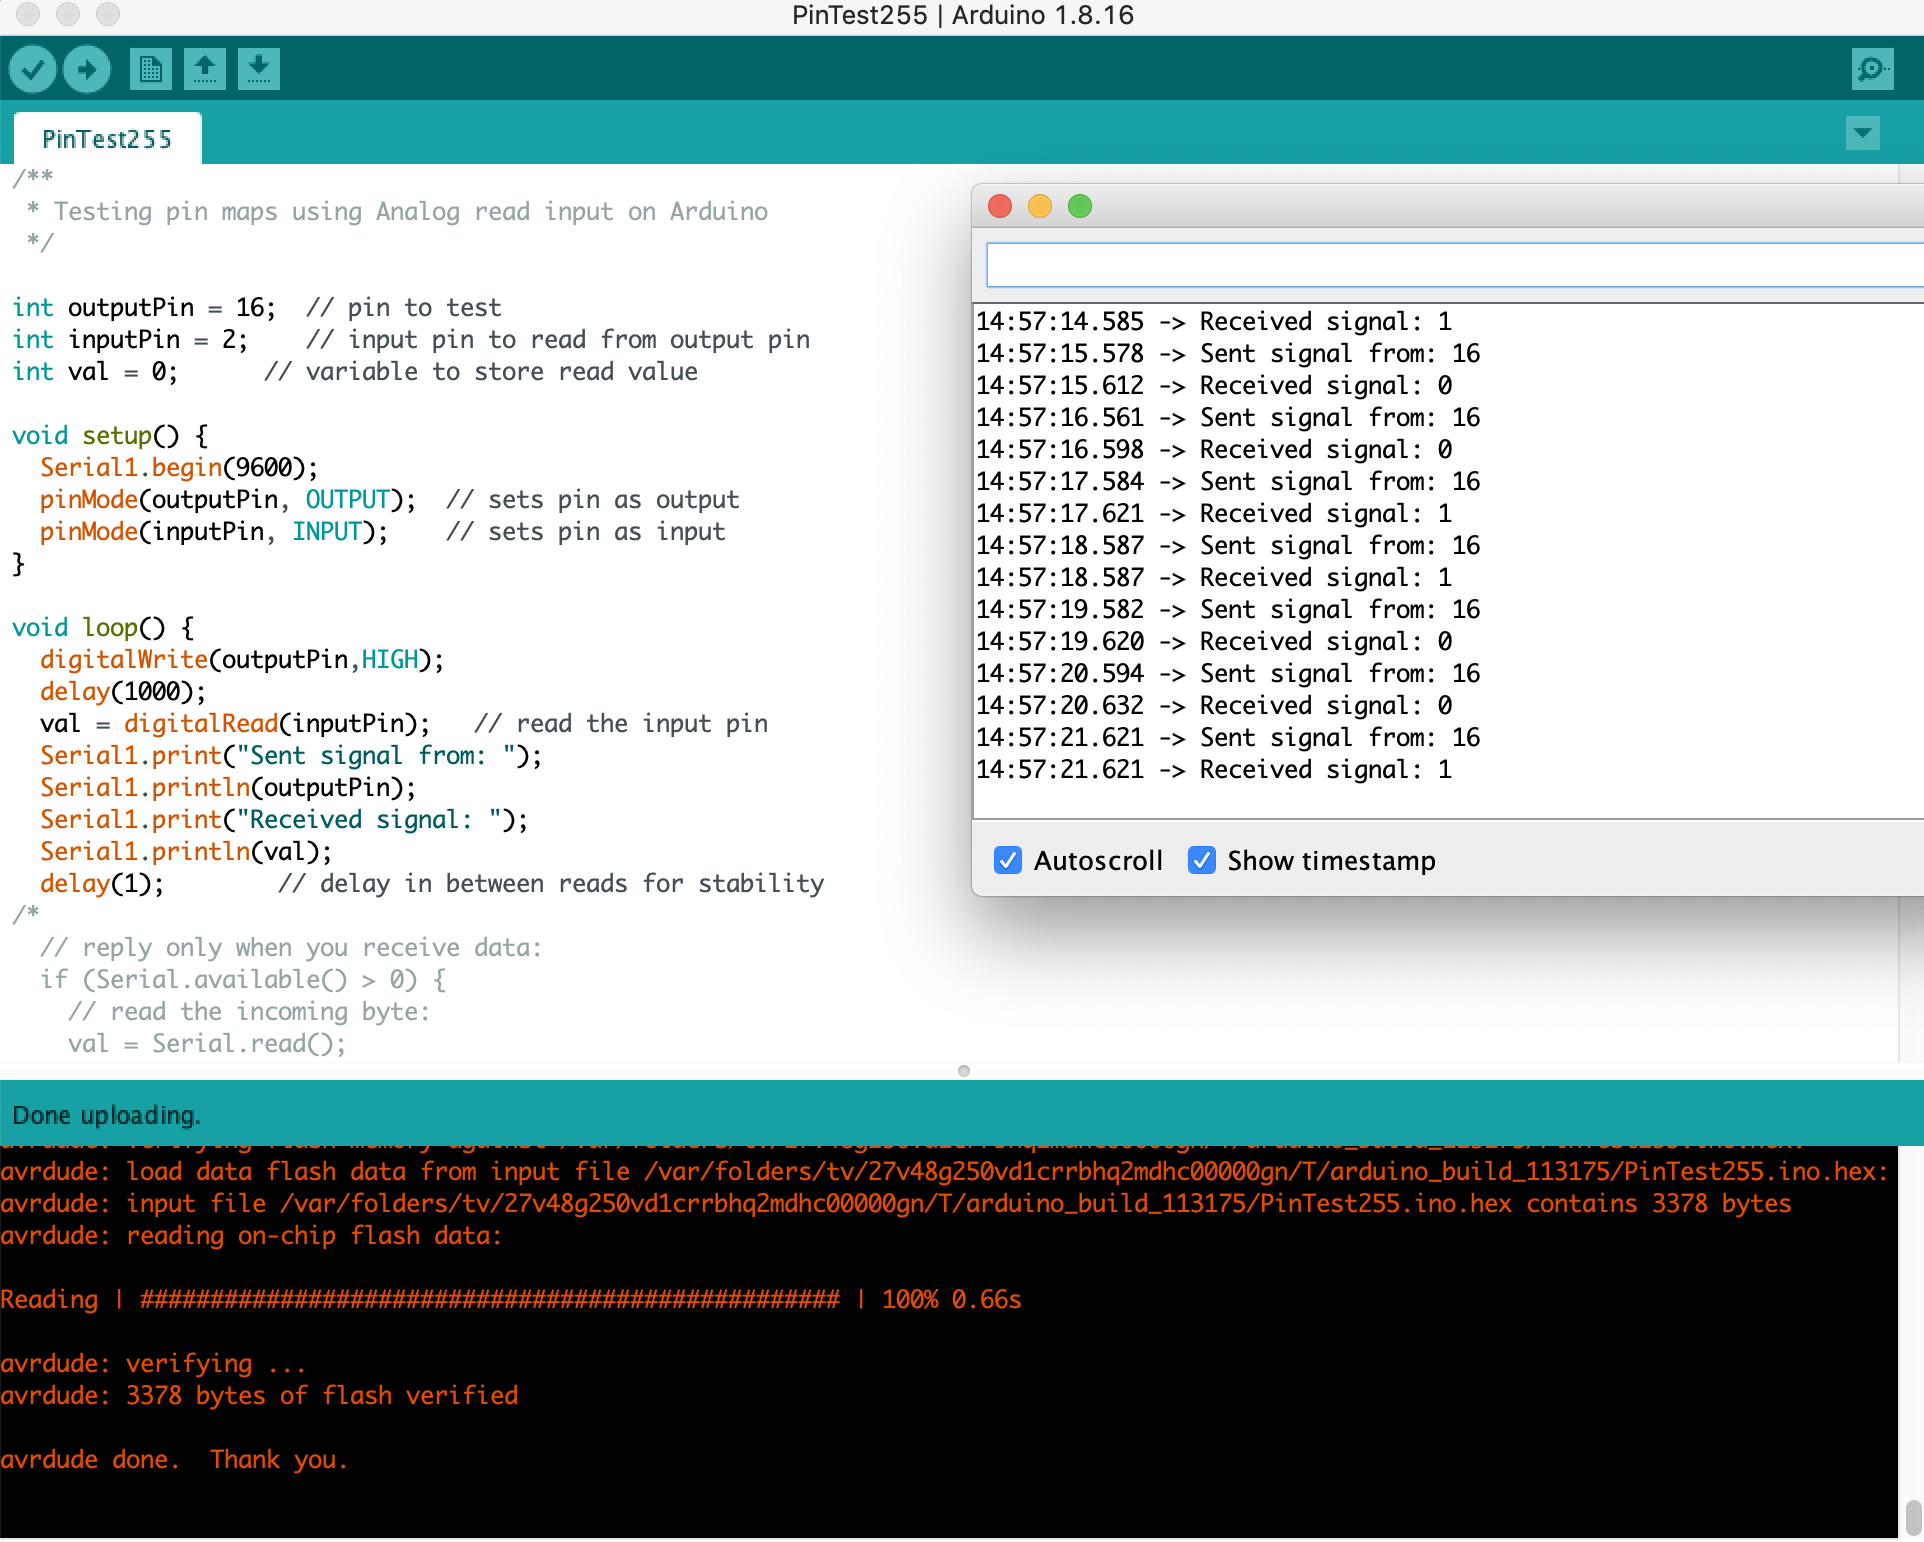 PinTest255 | Arduino 1.8.16
PinTest255
/**
 * Testing pin maps using Analog read input on Arduino
 */
int outputPin = 16;  // pin to test
int inputPin = 2;    // input pin to read from output pin
int val = 0;      // variable to store read value
void setup() {
  Serial1.begin(9600);
  pinMode(outputPin, OUTPUT);  // sets pin as output
  pinMode(inputPin, INPUT);    // sets pin as input
}
void loop() {
  digitalWrite(outputPin,HIGH);
  delay(1000);
  val = digitalRead(inputPin);   // read the input pin
  Serial1.print("Sent signal from: ");
  Serial1.println(outputPin);
  Serial1.print("Received signal: ");
  Serial1.println(val);
  delay(1);        // delay in between reads for stability
/*
  // reply only when you receive data:
  if (Serial.available() > 0) {
    // read the incoming byte:
    val = Serial.read();
14:57:14.585 -> Received signal: 1
14:57:15.578 -> Sent signal from: 16
14:57:15.612 -> Received signal: 0
14:57:16.561 -> Sent signal from: 16
14:57:16.598 -> Received signal: 0
14:57:17.584 -> Sent signal from: 16
14:57:17.621 -> Received signal: 1
14:57:18.587 -> Sent signal from: 16
14:57:18.587 -> Received signal: 1
14:57:19.582 -> Sent signal from: 16
14:57:19.620 -> Received signal: 0
14:57:20.594 -> Sent signal from: 16
14:57:20.632 -> Received signal: 0
14:57:21.621 -> Sent signal from: 16
14:57:21.621 -> Received signal: 1
Autoscroll Show timestamp
Done uploading.
avrdude: verifying flash memory against
avrdude: load data flash data from input file /var/folders/tv/27v48g250vd1crrbhq2mdhc00000gn/T/arduino_build_113175/PinTest255.ino.hex:
avrdude: input file /var/folders/tv/27v48g250vd1crrbhq2mdhc00000gn/T/arduino_build_113175/PinTest255.ino.hex contains 3378 bytes
avrdude: reading on-chip flash data:
Reading | ################################################## | 100% 0.66s
avrdude: verifying ...
avrdude: 3378 bytes of flash verified
avrdude done.  Thank you.